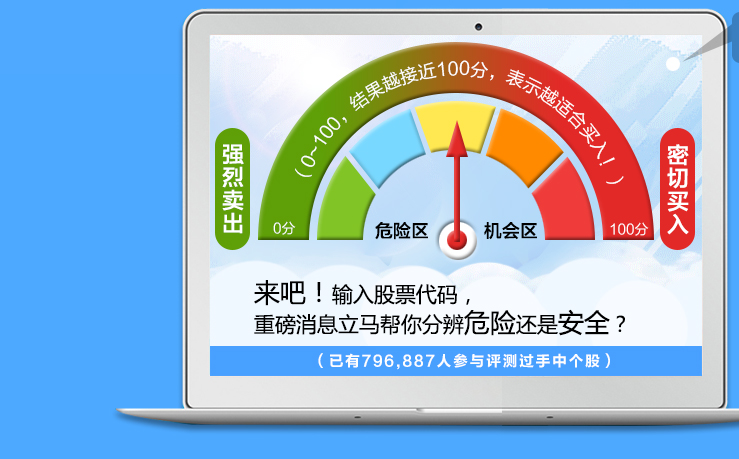 （0~100，结果越接近100分，表示越适合买入！）
强烈卖出
密切买入
0分
危险区
机会区
100分
来吧！输入股票代码，
重磅消息立马帮你分辨危险还是安全？
（已有796,887人参与评测过手中个股）